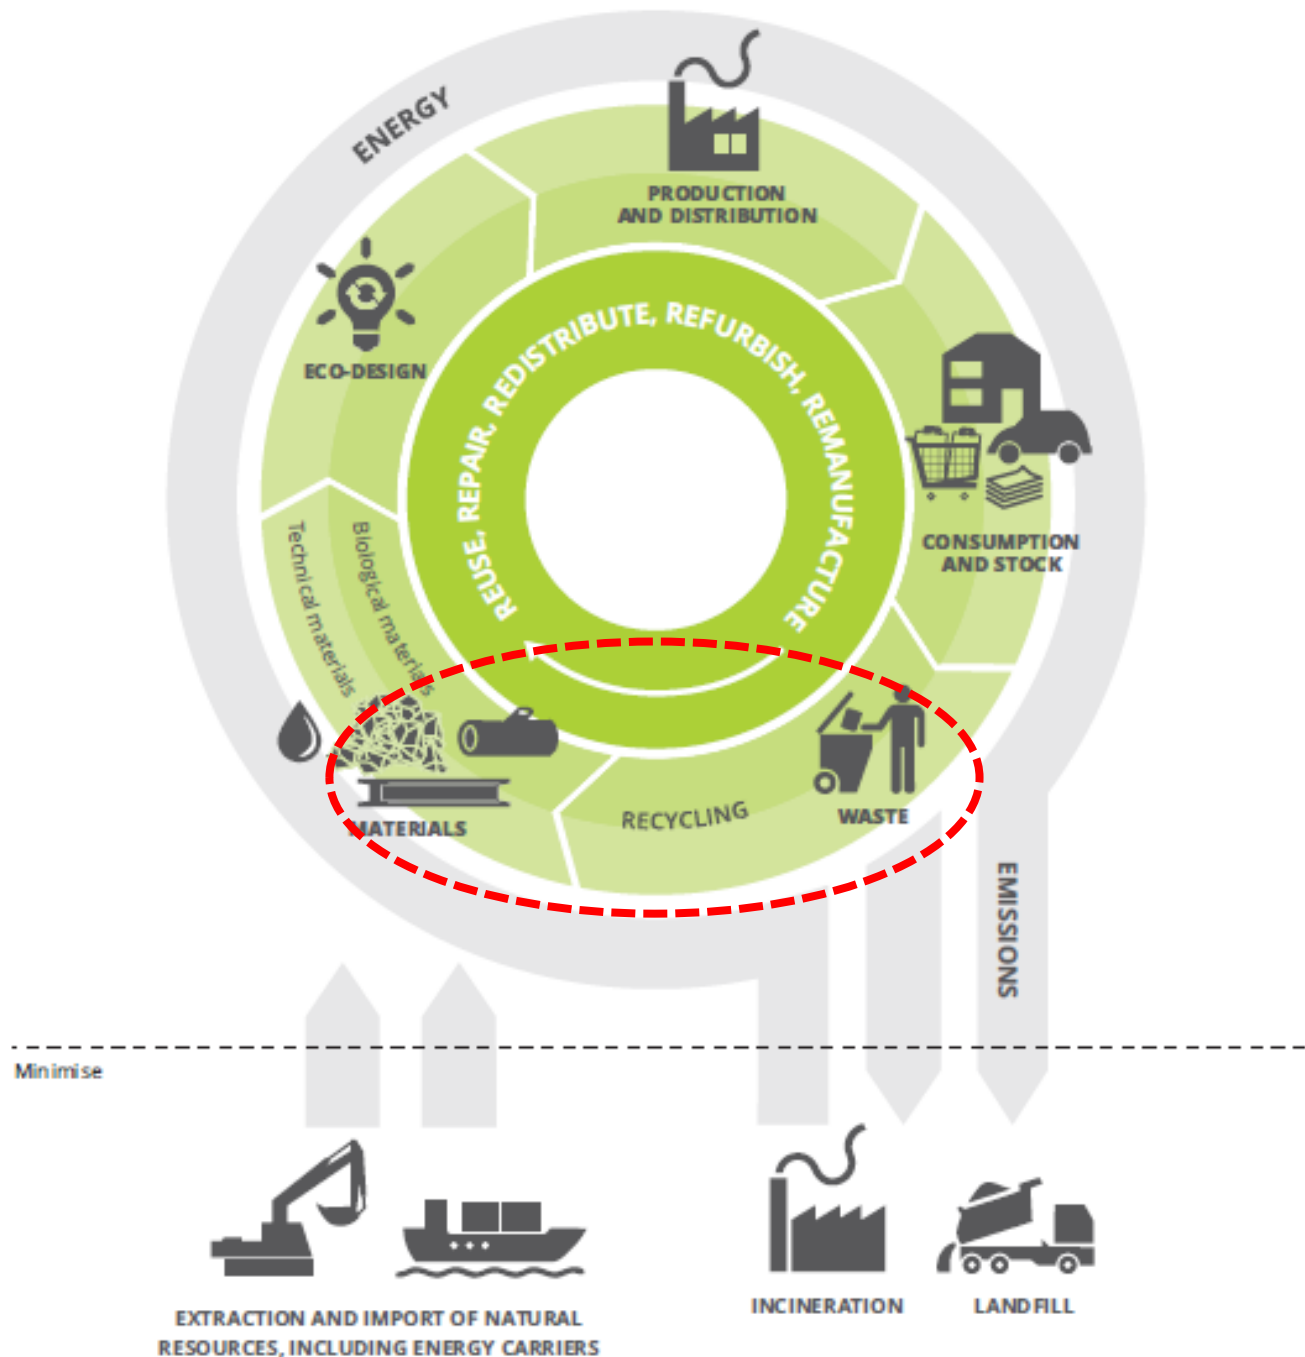 ENERGY
PRODUCTION
AND DISTRIBUTION
ECO-DESIGN
REUSE, REPAIR, REDISTRIBUTE, REFURBISH, REMANUFACTURE
CONSUMPTION
AND STOCK
Technical materials
Biological materials
MATERIALS
RECYCLING
WASTE
EMISSIONS
Minimise
EXTRACTION AND IMPORT OF NATURAL
RESOURCES, INCLUDING ENERGY CARRIERS
INCINERATION
LANDFILL